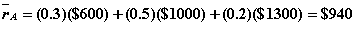 r̄_A = (0.3)($600) + (0.5)($1000) + (0.2)($1300) = $940